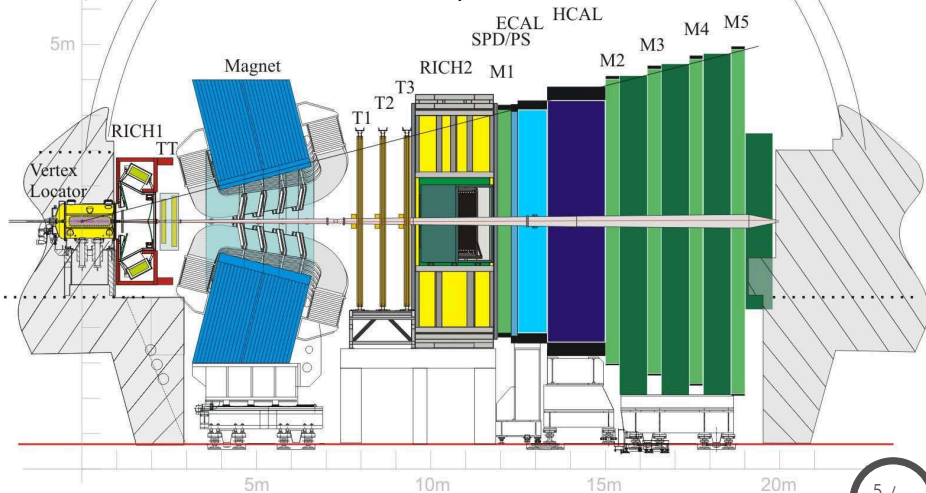 HCAL
ECAL
SPD/PS
M5
M4
M3
M2
5m
Magnet
RICH2
M1
T3
T2
T1
RICH1
TT
Vertex
Locator
5m
10m
15m
20m
5 /